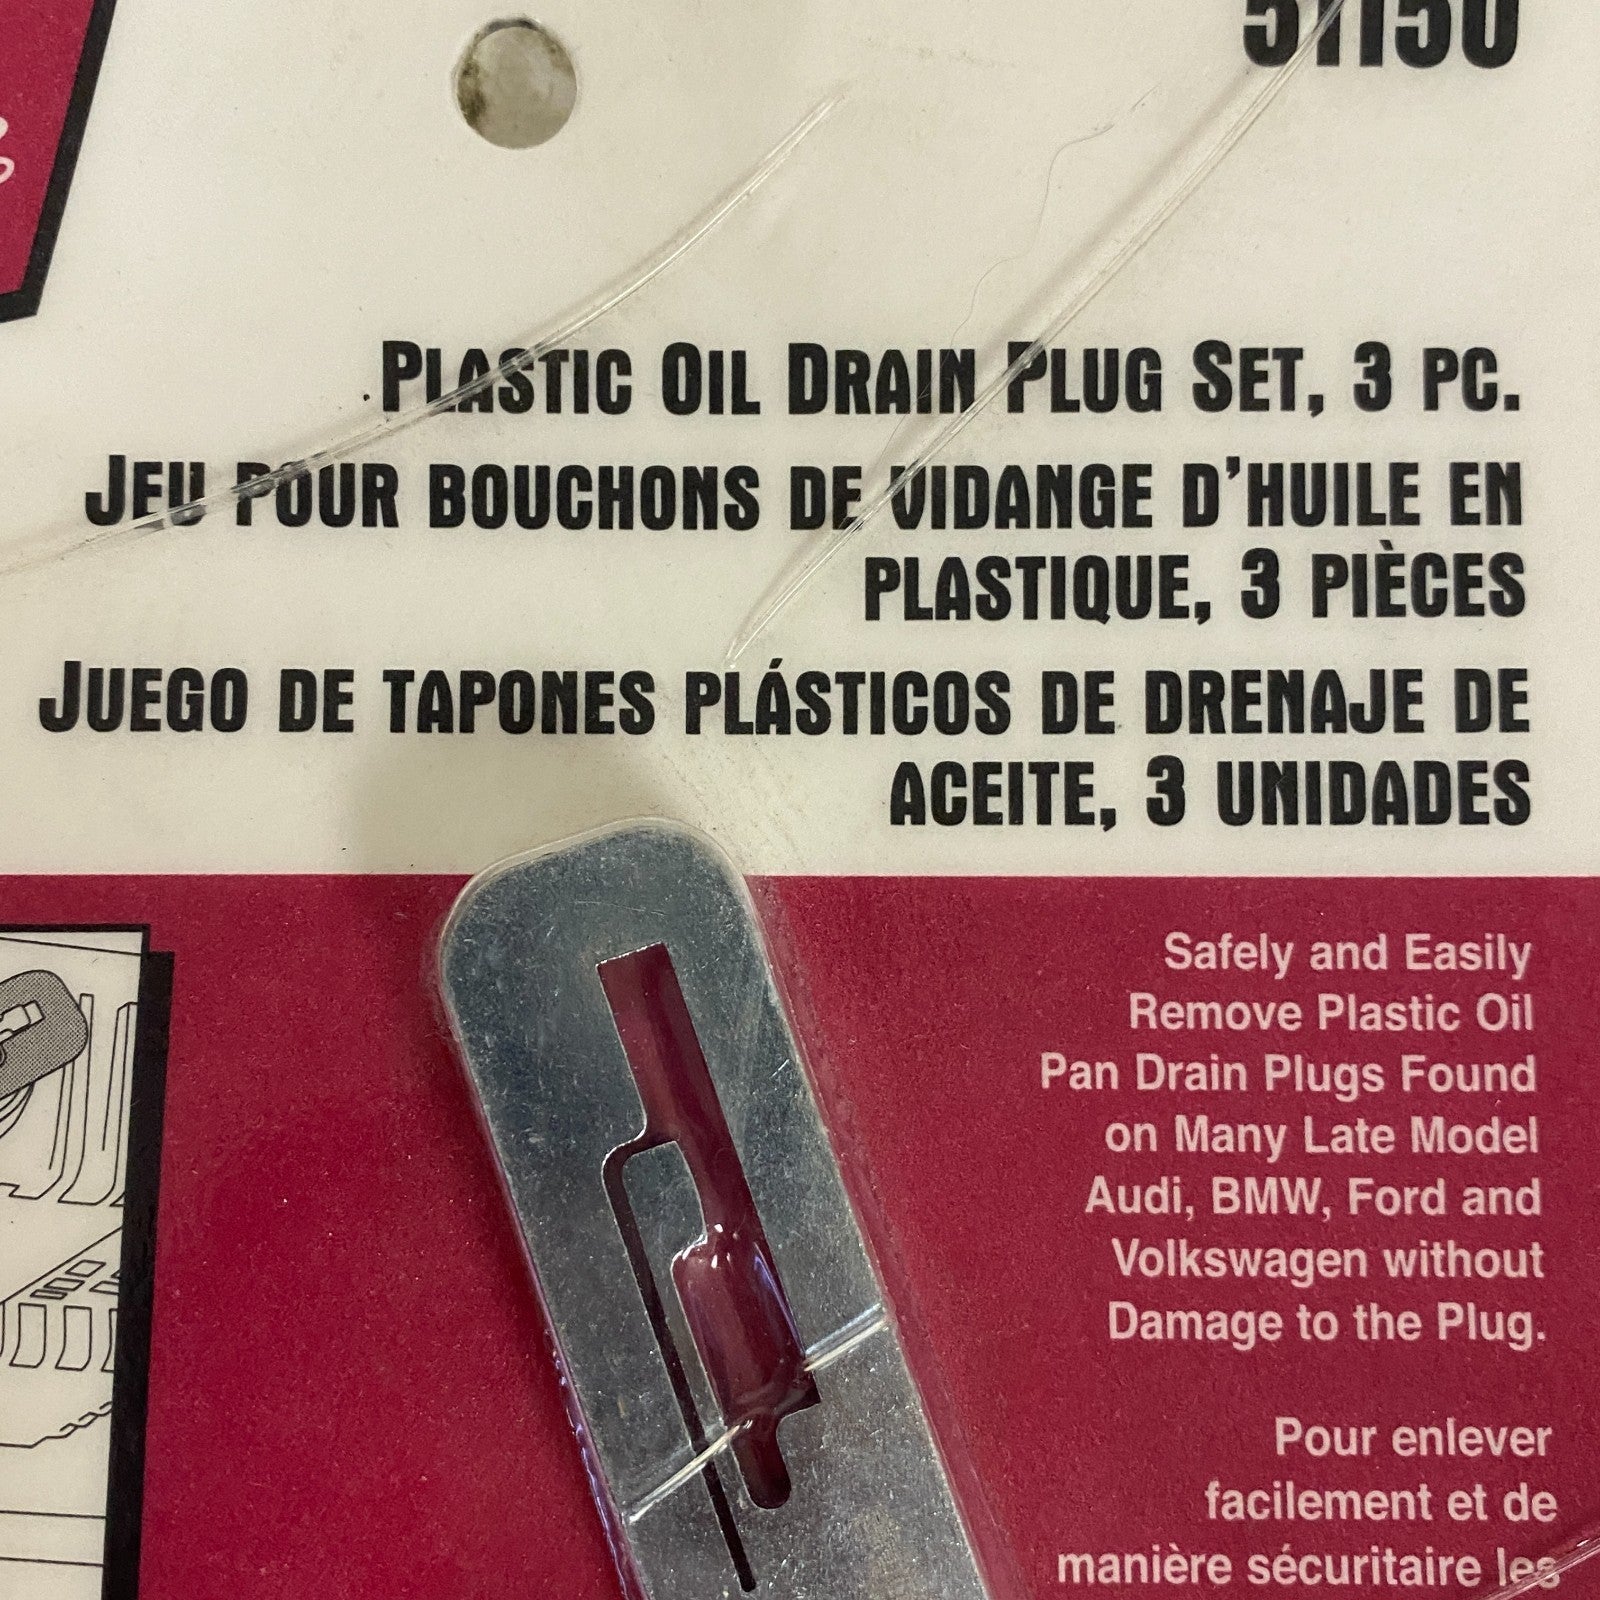 51150
PLASTIC OIL DRAIN PLUG SET, 3 PC.
JEU POUR BOUCHONS DE VIDANGE D'HUILE EN
PLASTIQUE, 3 PIÈCES
JUEGO DE TAPONES PLÁSTICOS DE DRENAJE DE
ACEITE, 3 UNIDADES
Safely and Easily
Remove Plastic Oil
Pan Drain Plugs Found
on Many Late Model
Audi, BMW, Ford and
Volkswagen without
Damage to the Plug.
Pour enlever
facilement et de
manière sécuritaire les